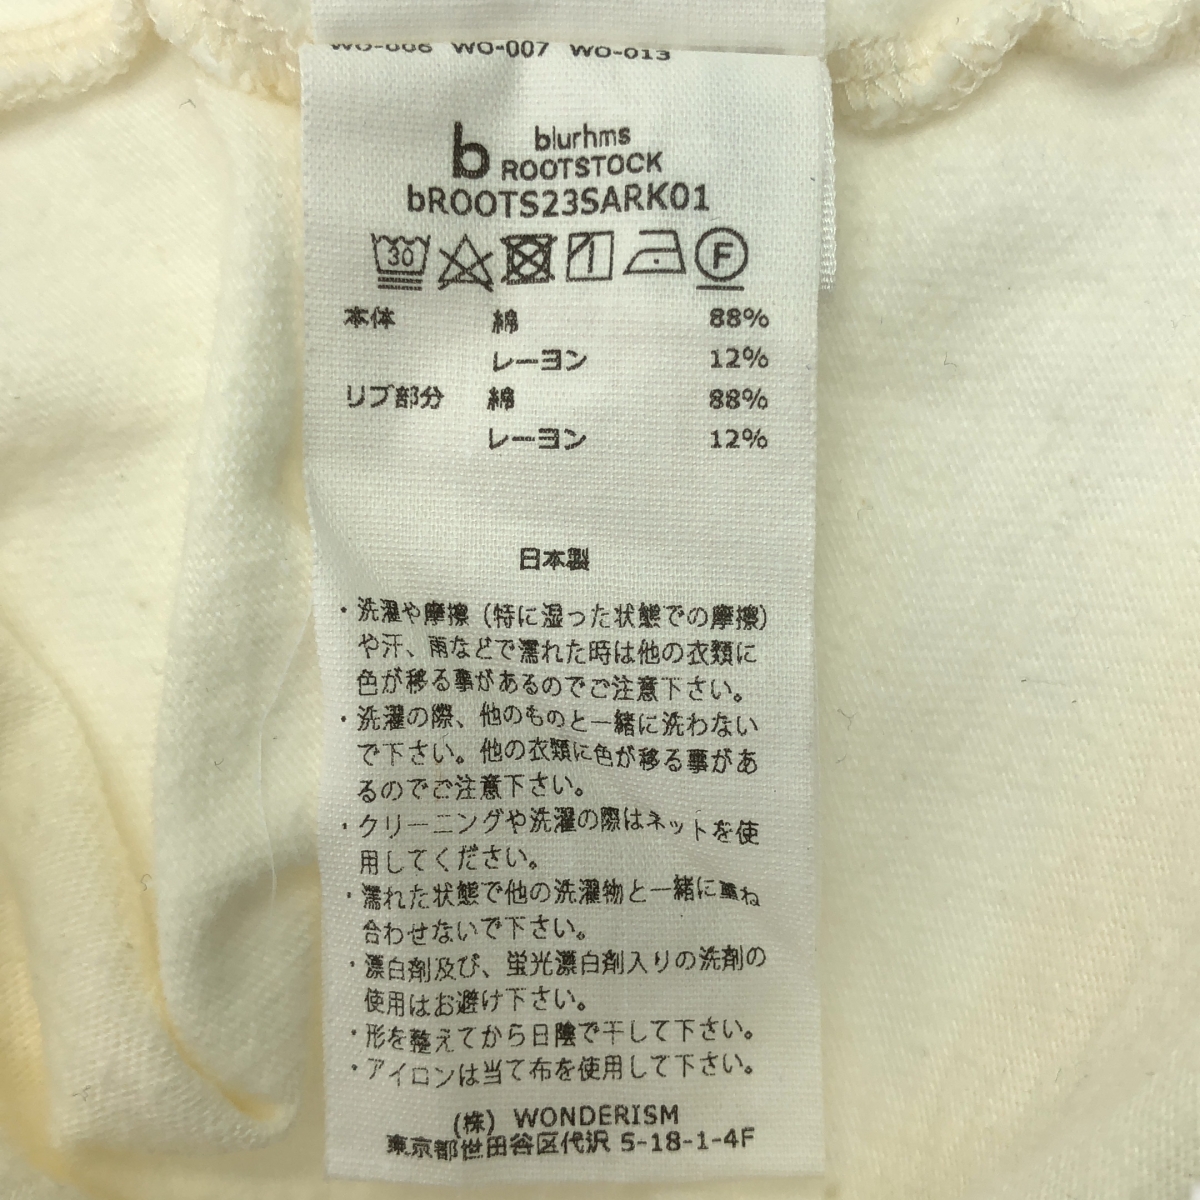 WO-006 WO-007 WO-013
b blurhms
ROOTSTOCK
bROOTS23SARK01
30 F
本体 綿 88%
レーヨン 12%
リブ部分 綿 88%
レーヨン 12%
日本製
・洗濯や摩擦(特に湿った状態での摩擦)
や汗、雨などで濡れた時は他の衣類に
色が移る事があるのでご注意下さい。
・洗濯の際、他のものと一緒に洗わない
で下さい。他の衣類に色が移る事があ
るのでご注意下さい。
・クリーニングや洗濯の際はネットを使
用してください。
・濡れた状態で他の洗濯物と一緒に重ね
合わせないで下さい。
・漂白剤及び、蛍光漂白剤入りの洗剤の
使用はお避け下さい。
・形を整えてから日陰で干して下さい。
・アイロンは当て布を使用して下さい。
(株) WONDERISM
東京都世田谷区代沢 5-18-1-4F